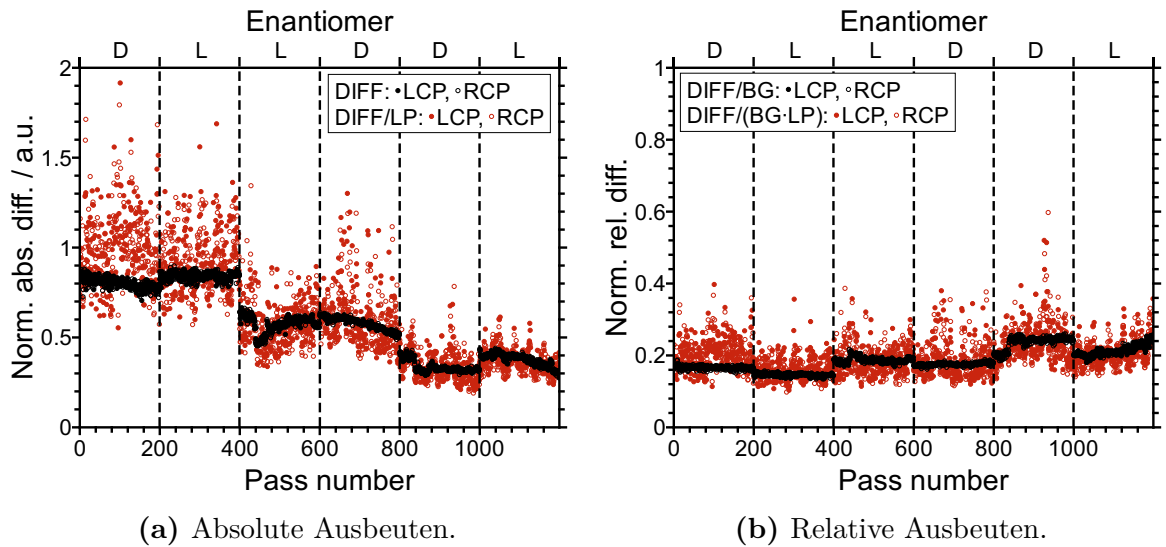 Enantiomer
D L L D D L
2
1.5
1
0.5
0
Norm. abs. diff. / a.u.
DIFF: •LCP, ◦RCP
DIFF/LP: •LCP, ◦RCP
0 200 400 600 800 1000
Pass number
(a) Absolute Ausbeuten.
Enantiomer
D L L D D L
1
0.8
0.6
0.4
0.2
0
Norm. rel. diff.
DIFF/BG: •LCP, ◦RCP
DIFF/(BG·LP): •LCP, ◦RCP
0 200 400 600 800 1000
Pass number
(b) Relative Ausbeuten.